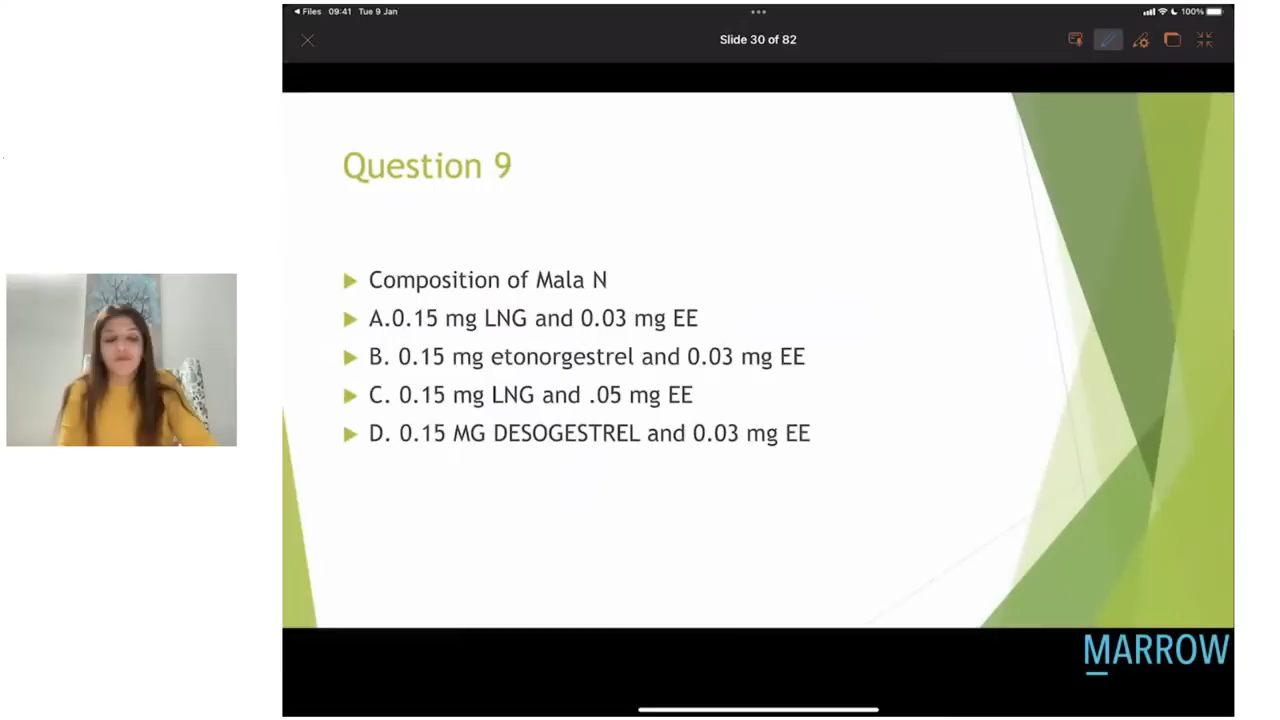 Files 09:41 Tue 9 Jan
100%
Slide 30 of 82
Question 9
Composition of Mala N
A.0.15 mg LNG and 0.03 mg EE
B. 0.15 mg etonorgestrel and 0.03 mg EE
C. 0.15 mg LNG and .05 mg EE
D. 0.15 MG DESOGESTREL and 0.03 mg EE
MARROW